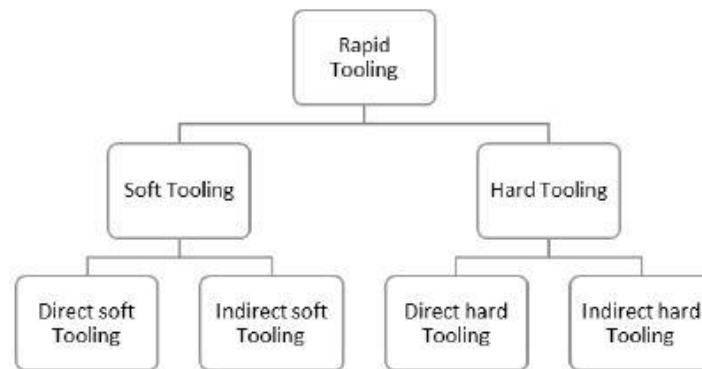 Rapid
Tooling
Soft Tooling
Hard Tooling
Direct soft
Tooling
Indirect soft
Tooling
Direct hard
Tooling
Indirect hard
Tooling